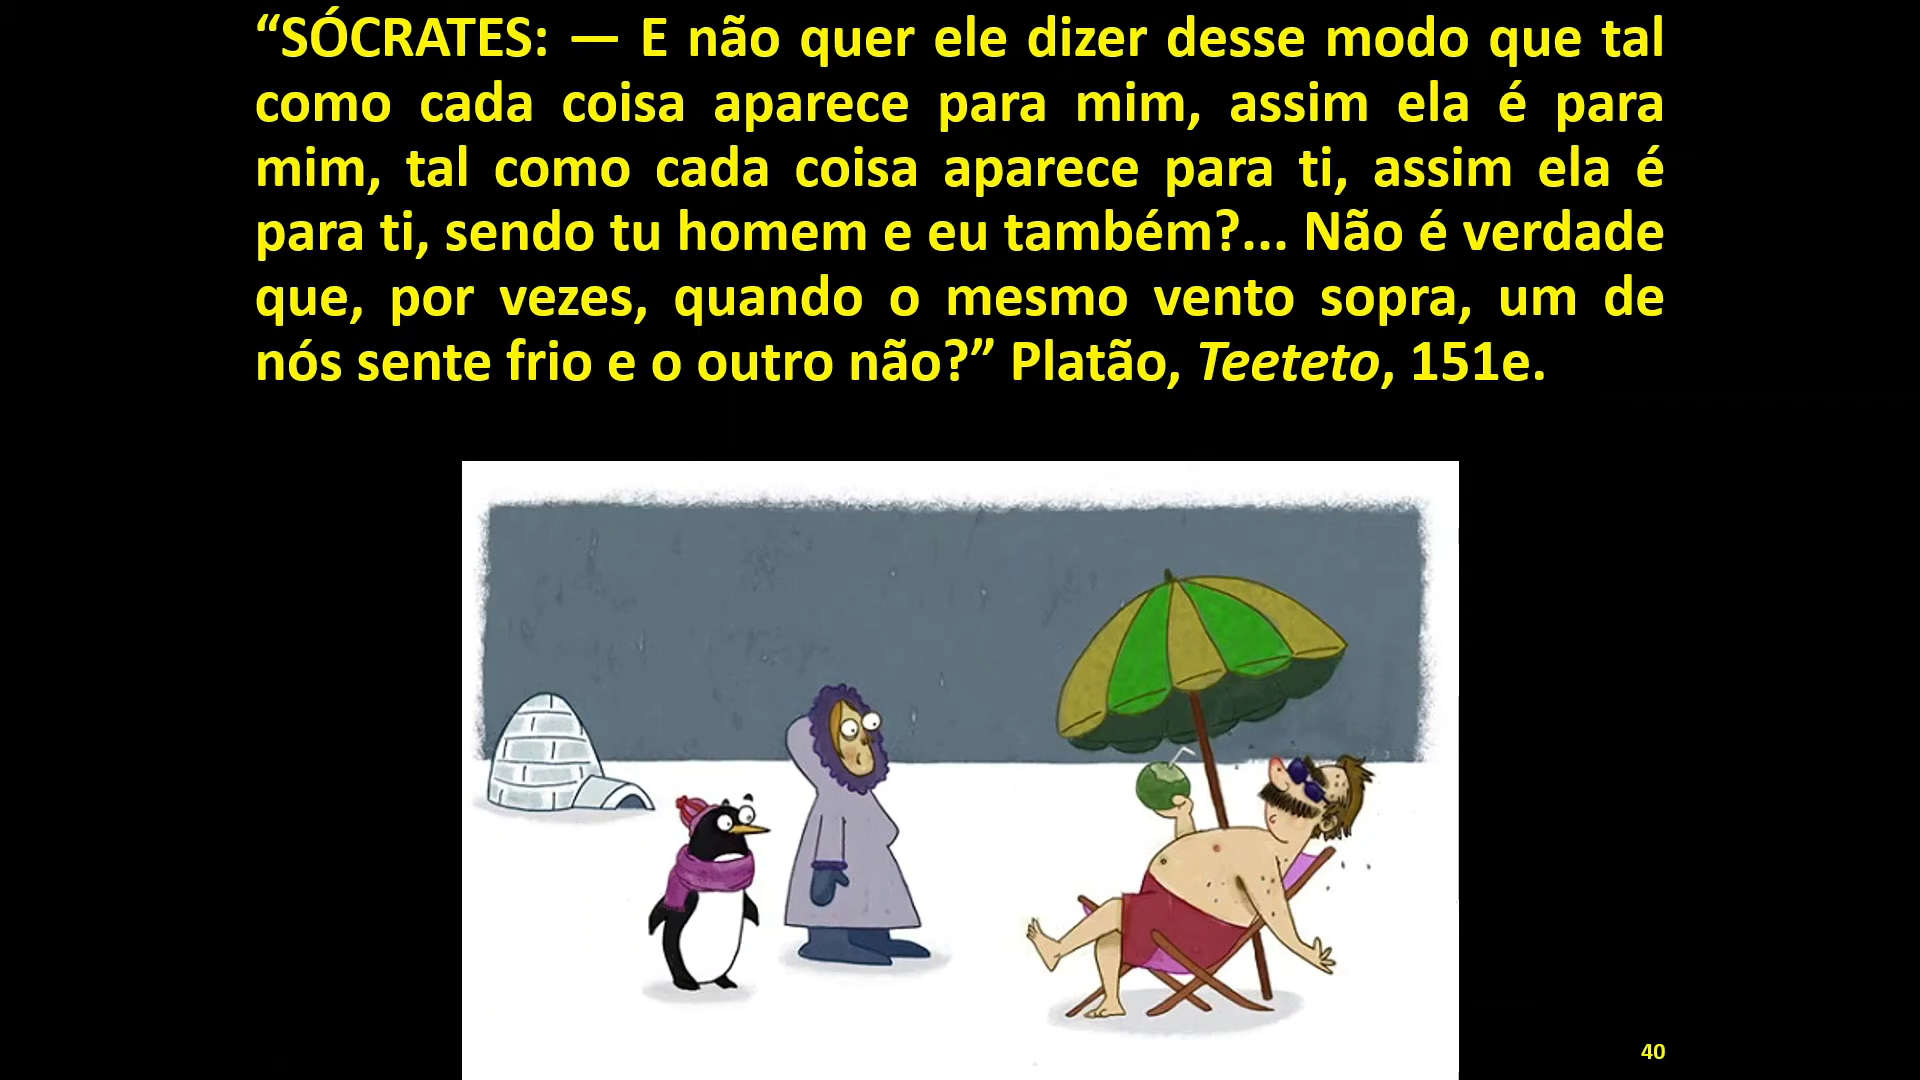 “SÓCRATES: — E não quer ele dizer desse modo que tal
como cada coisa aparece para mim, assim ela é para
mim, tal como cada coisa aparece para ti, assim ela é
para ti, sendo tu homem e eu também?... Não é verdade
que, por vezes, quando o mesmo vento sopra, um de
nós sente frio e o outro não?” Platão, Teeteto, 151e.
40